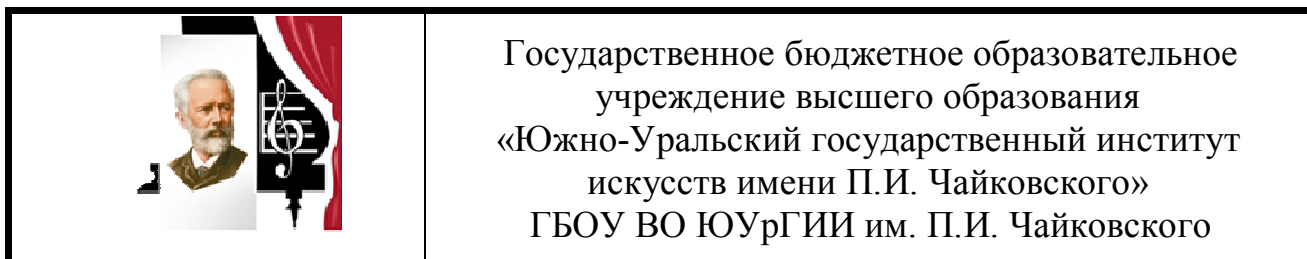 Государственное бюджетное образовательное
учреждение высшего образования
«Южно-Уральский государственный институт
искусств имени П.И. Чайковского»
ГБОУ ВО ЮУрГИИ им. П.И. Чайковского